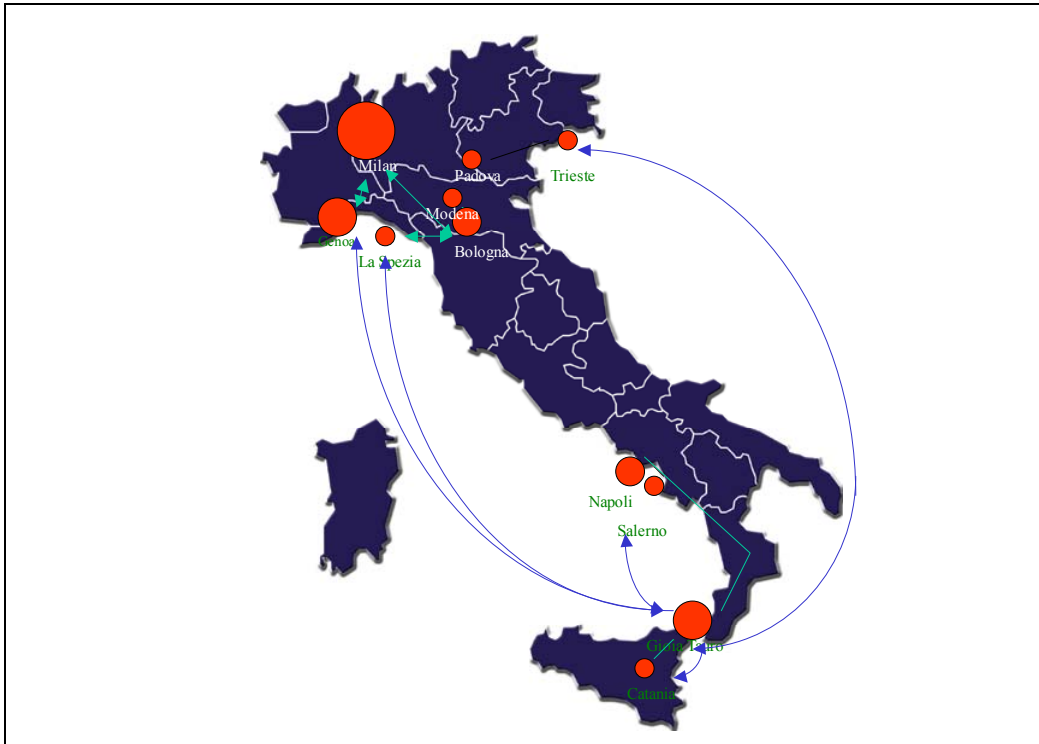 Milan
Padova
Trieste
Modena
Genoa
Bologna
La Spezia
Napoli
Salerno
Gioia Tauro
Catania